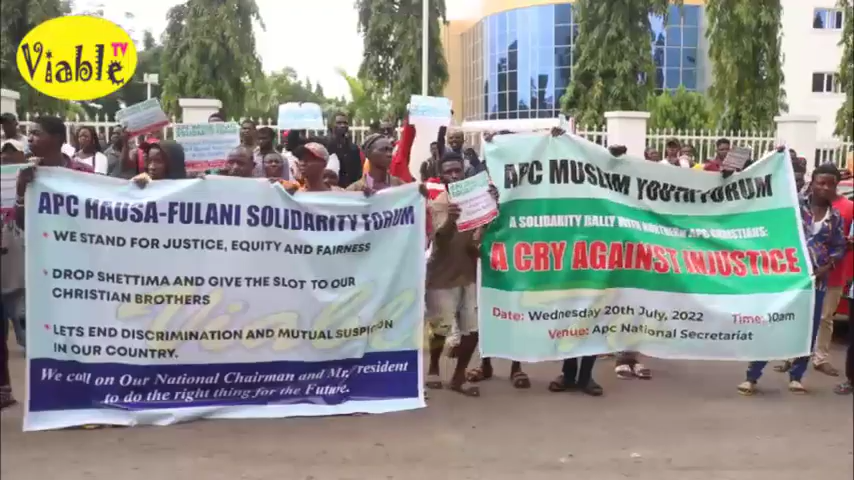 Viable TV
APC HAUSA-FULANI SOLIDARITY FORUM
• WE STAND FOR JUSTICE, EQUITY AND FAIRNESS
• DROP SHETTIMA AND GIVE THE SLOT TO OUR
CHRISTIAN BROTHERS
• LETS END DISCRIMINATION AND MUTUAL SUSPICION
IN OUR COUNTRY.
We call on Our National Chairman and Mr. President
to do the right thing for the Future.
APC MUSLIM YOUTH FORUM
A SOLIDARITY RALLY WITH NORTHERN APC CHRISTIANS:
A CRY AGAINST INJUSTICE
Date: Wednesday 20th July, 2022 Time: 10am
Venue: Apc National Secretariat
Viable